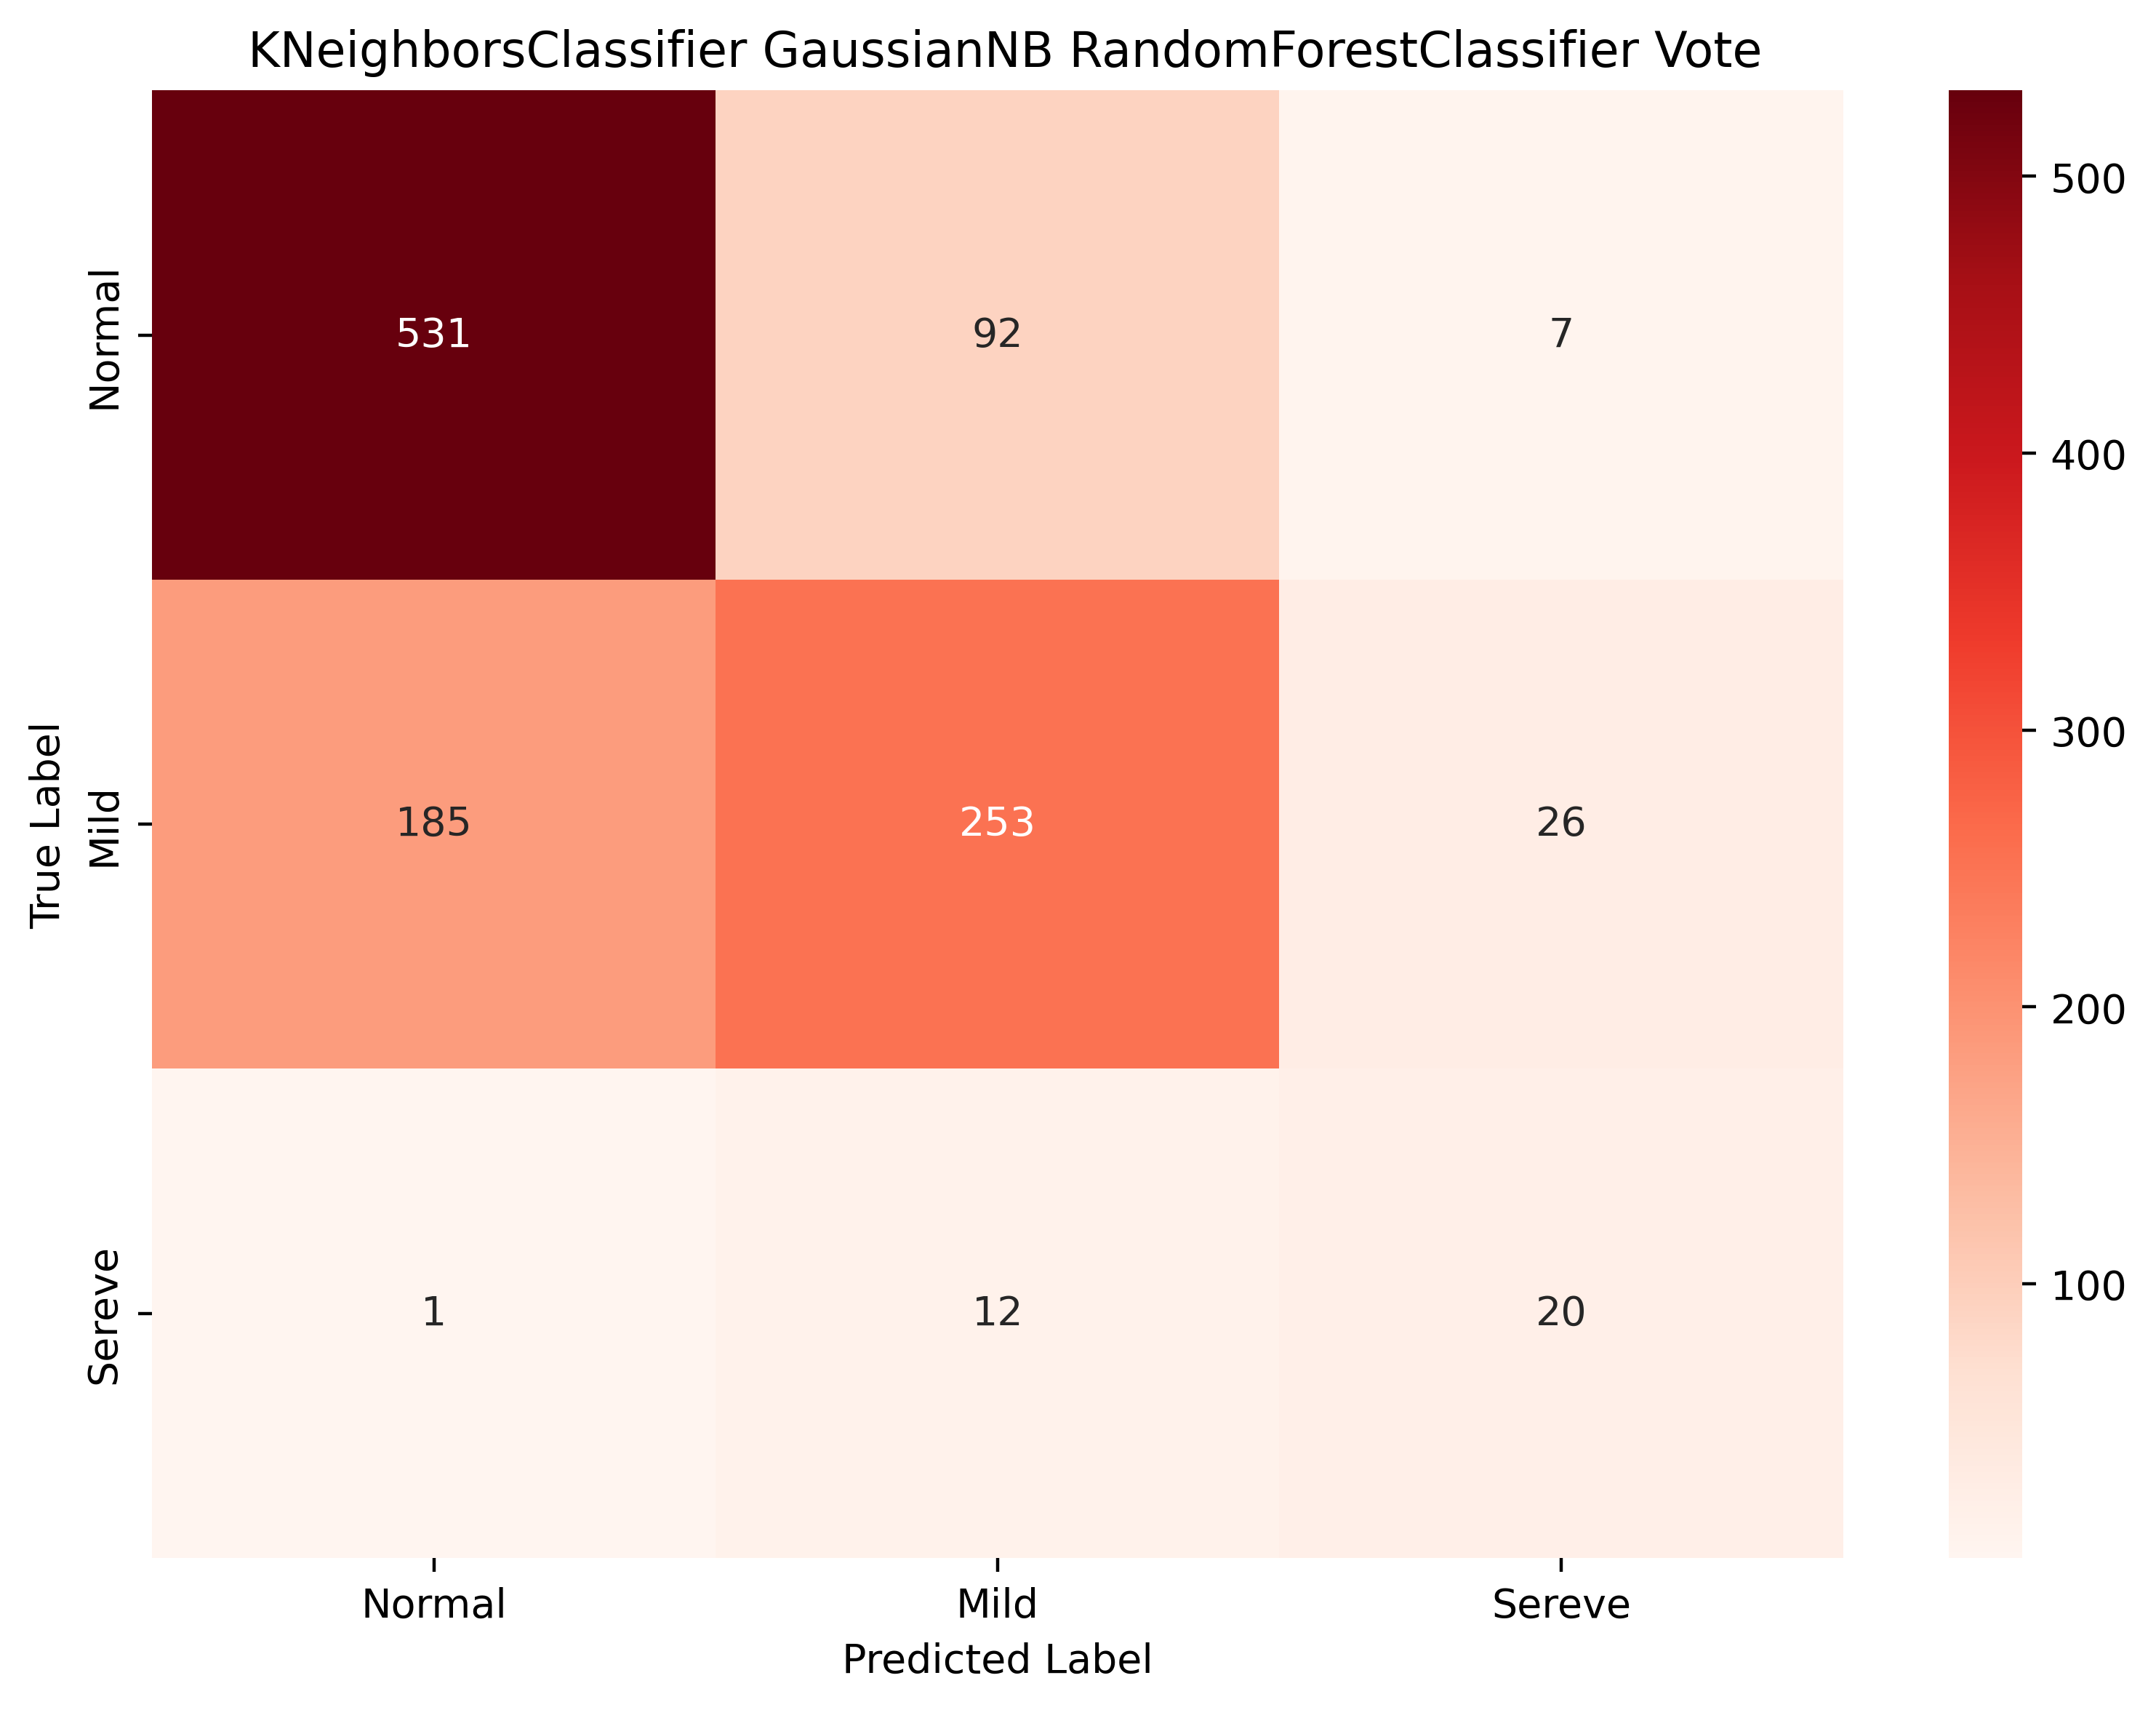 KNeighborsClassifier GaussianNB RandomForestClassifier Vote
True Label
Normal
531 92 7
Mild
185 253 26
Sereve
1 12 20
Normal Mild Sereve
Predicted Label
500
400
300
200
100